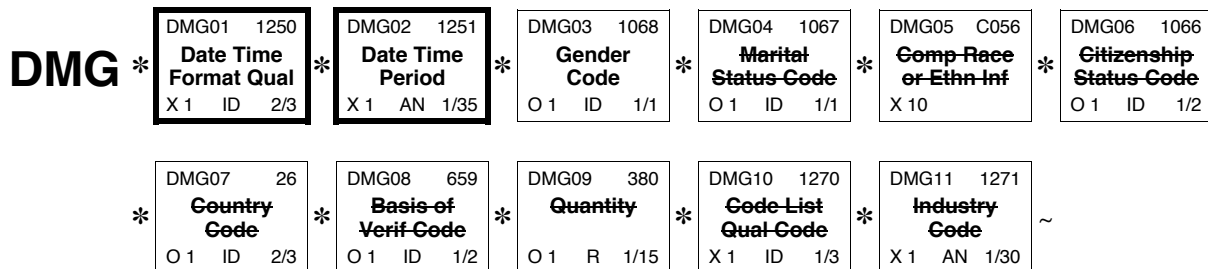 DMG * DMG01 1250 Date Time Format Qual X 1 ID 2/3 * DMG02 1251 Date Time Period X 1 AN 1/35 * DMG03 1068 Gender Code O 1 ID 1/1 * DMG04 1067 Marital Status Code O 1 ID 1/1 * DMG05 C056 Comp Race or Ethn Inf X 10 * DMG06 1066 Citizenship Status Code O 1 ID 1/2
* DMG07 26 Country Code O 1 ID 2/3 * DMG08 659 Basis of Verif Code O 1 ID 1/2 * DMG09 380 Quantity O 1 R 1/15 * DMG10 1270 Code List Qual Code X 1 ID 1/3 * DMG11 1271 Industry Code X 1 AN 1/30 ~